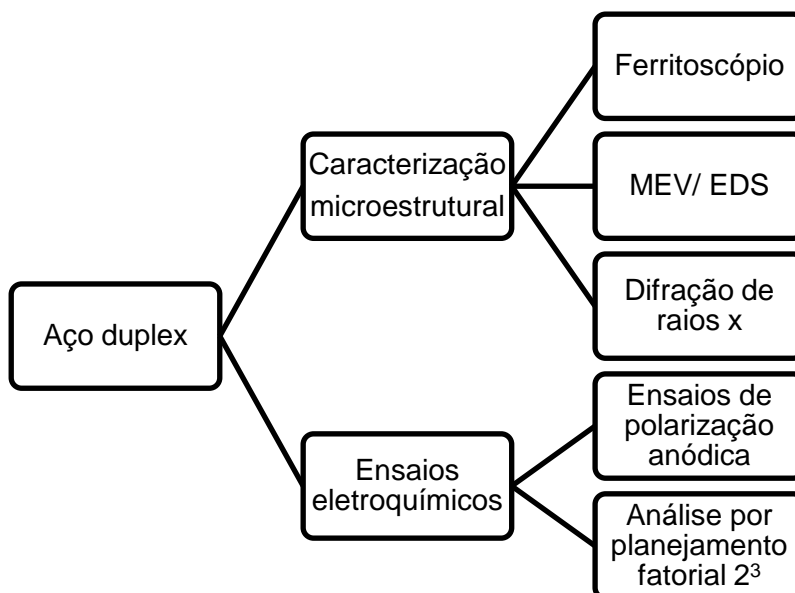 Aço duplex
Caracterização
microestrutural
Ferritoscópio
MEV/ EDS
Difração de
raios x
Ensaios
eletroquímicos
Ensaios de
polarização
anódica
Análise por
planejamento
fatorial 2³